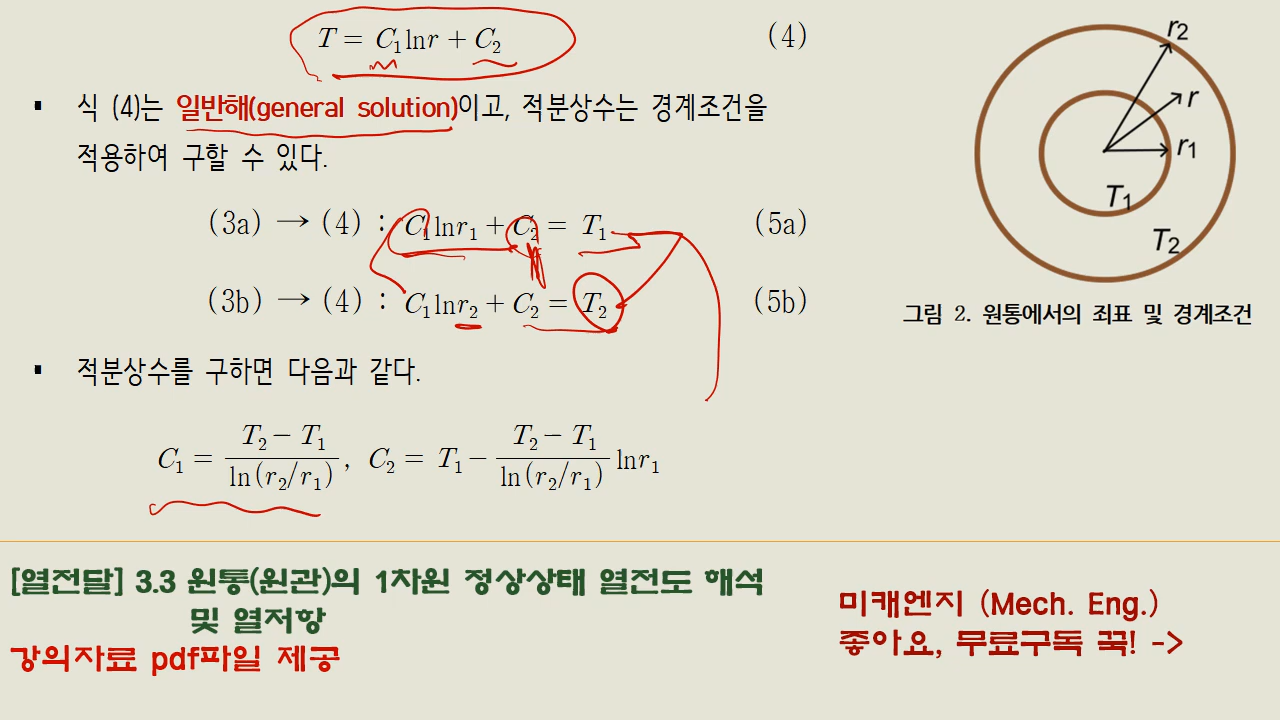 T = C₁lnr + C₂ (4)
▪ 식 (4)는 일반해(general solution)이고, 적분상수는 경계조건을
적용하여 구할 수 있다.
(3a) → (4) : C₁lnr₁ + C₂ = T₁ (5a)
(3b) → (4) : C₁lnr₂ + C₂ = T₂ (5b)
▪ 적분상수를 구하면 다음과 같다.
C₁ = (T₂ − T₁)/ln(r₂/r₁), C₂ = T₁ − (T₂ − T₁)/ln(r₂/r₁) lnr₁
r₂
r
r₁
T₁
T₂
그림 2. 원통에서의 좌표 및 경계조건
[열전달] 3.3 원통(원관)의 1차원 정상상태 열전도 해석
및 열저항
강의자료 pdf파일 제공
미캐엔지 (Mech. Eng.)
좋아요, 무료구독 꾹! ->